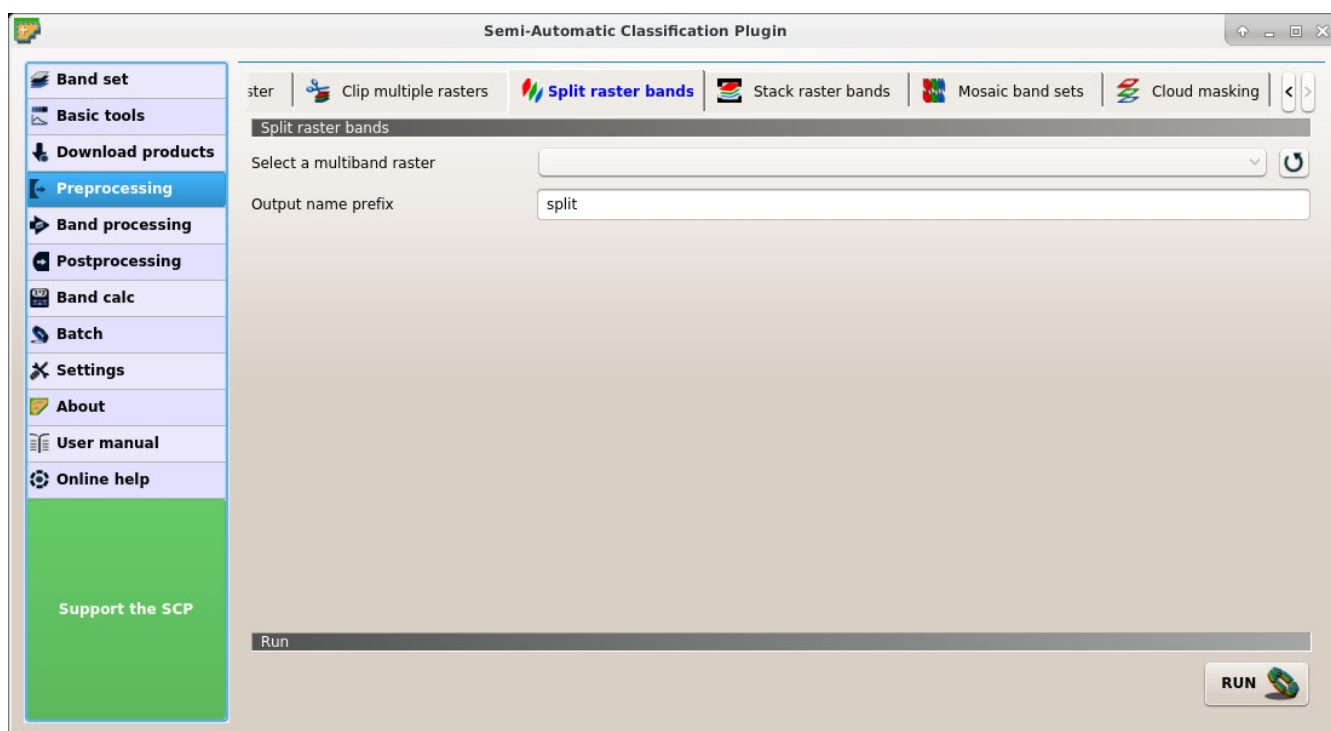 Semi-Automatic Classification Plugin
Band set
Basic tools
Download products
Preprocessing
Band processing
Postprocessing
Band calc
Batch
Settings
About
User manual
Online help
Support the SCP
ster Clip multiple rasters Split raster bands Stack raster bands Mosaic band sets Cloud masking < >
Split raster bands
Select a multiband raster
Output name prefix split
Run
RUN